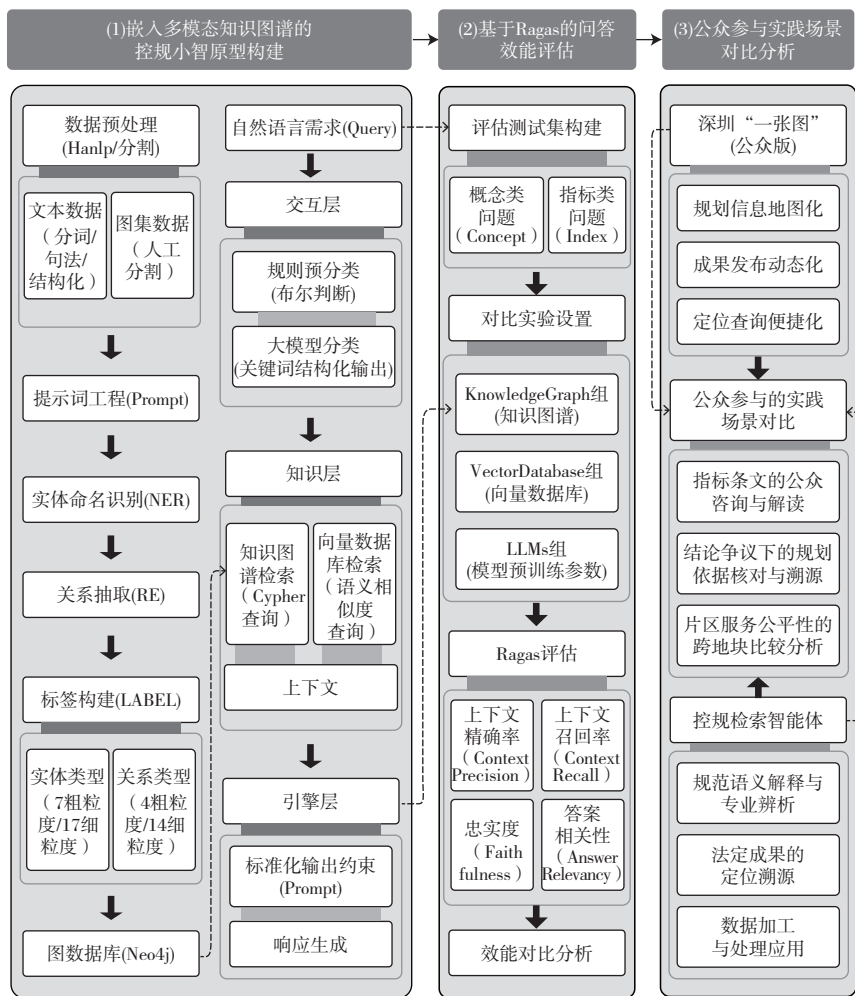 (1)嵌入多模态知识图谱的
控规小智原型构建
(2)基于Ragas的问答
效能评估
(3)公众参与实践场景
对比分析
数据预处理
(Hanlp/分割)
文本数据
（分词/
句法/
结构化）
图集数据
（人工
分割）
提示词工程(Prompt)
实体命名识别(NER)
关系抽取(RE)
标签构建(LABEL)
实体类型
（7粗粒
度/17细
粒度）
关系类型
（4粗粒
度/14细
粒度）
图数据库(Neo4j)
自然语言需求(Query)
交互层
规则预分类
(布尔判断)
大模型分类
(关键词结构化输出)
知识层
知识图
谱检索
（Cypher
查询）
向量数据
库检索
（语义相
似度
查询）
上下文
引擎层
标准化输出约束
(Prompt)
响应生成
评估测试集构建
概念类
问题
（Concept）
指标类
问题
（Index）
对比实验设置
KnowledgeGraph组
(知识图谱)
VectorDatabase组
(向量数据库)
LLMs组
(模型预训练参数)
Ragas评估
上下文
精确率
（Context
Precision）
上下文
召回率
（Context
Recall）
忠实度
（Faith
fulness）
答案
相关性
（Answer
Relevancy）
效能对比分析
深圳“一张图”
(公众版)
规划信息地图化
成果发布动态化
定位查询便捷化
公众参与的实践
场景对比
指标条文的公众
咨询与解读
结论争议下的规划
依据核对与溯源
片区服务公平性的
跨地块比较分析
控规检索智能体
规范语义解释与
专业辨析
法定成果的
定位溯源
数据加工
与处理应用